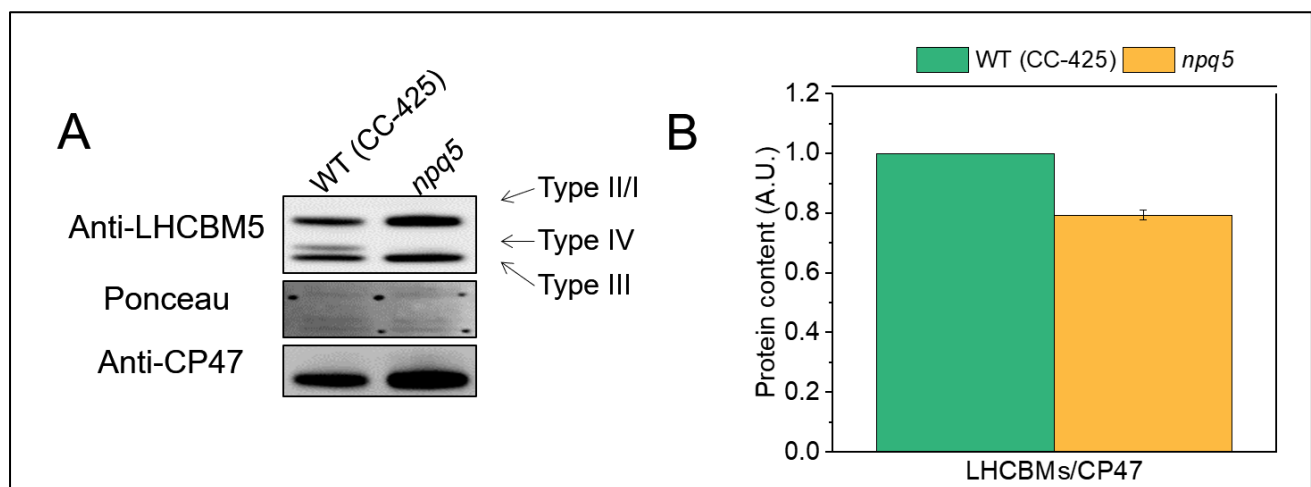 A
WT (CC-425)
npq5
Anti-LHCBM5
Ponceau
Anti-CP47
Type II/I
Type IV
Type III
B
WT (CC-425) npq5
Protein content (A.U.)
1.2
1.0
0.8
0.6
0.4
0.2
0.0
LHCBMs/CP47